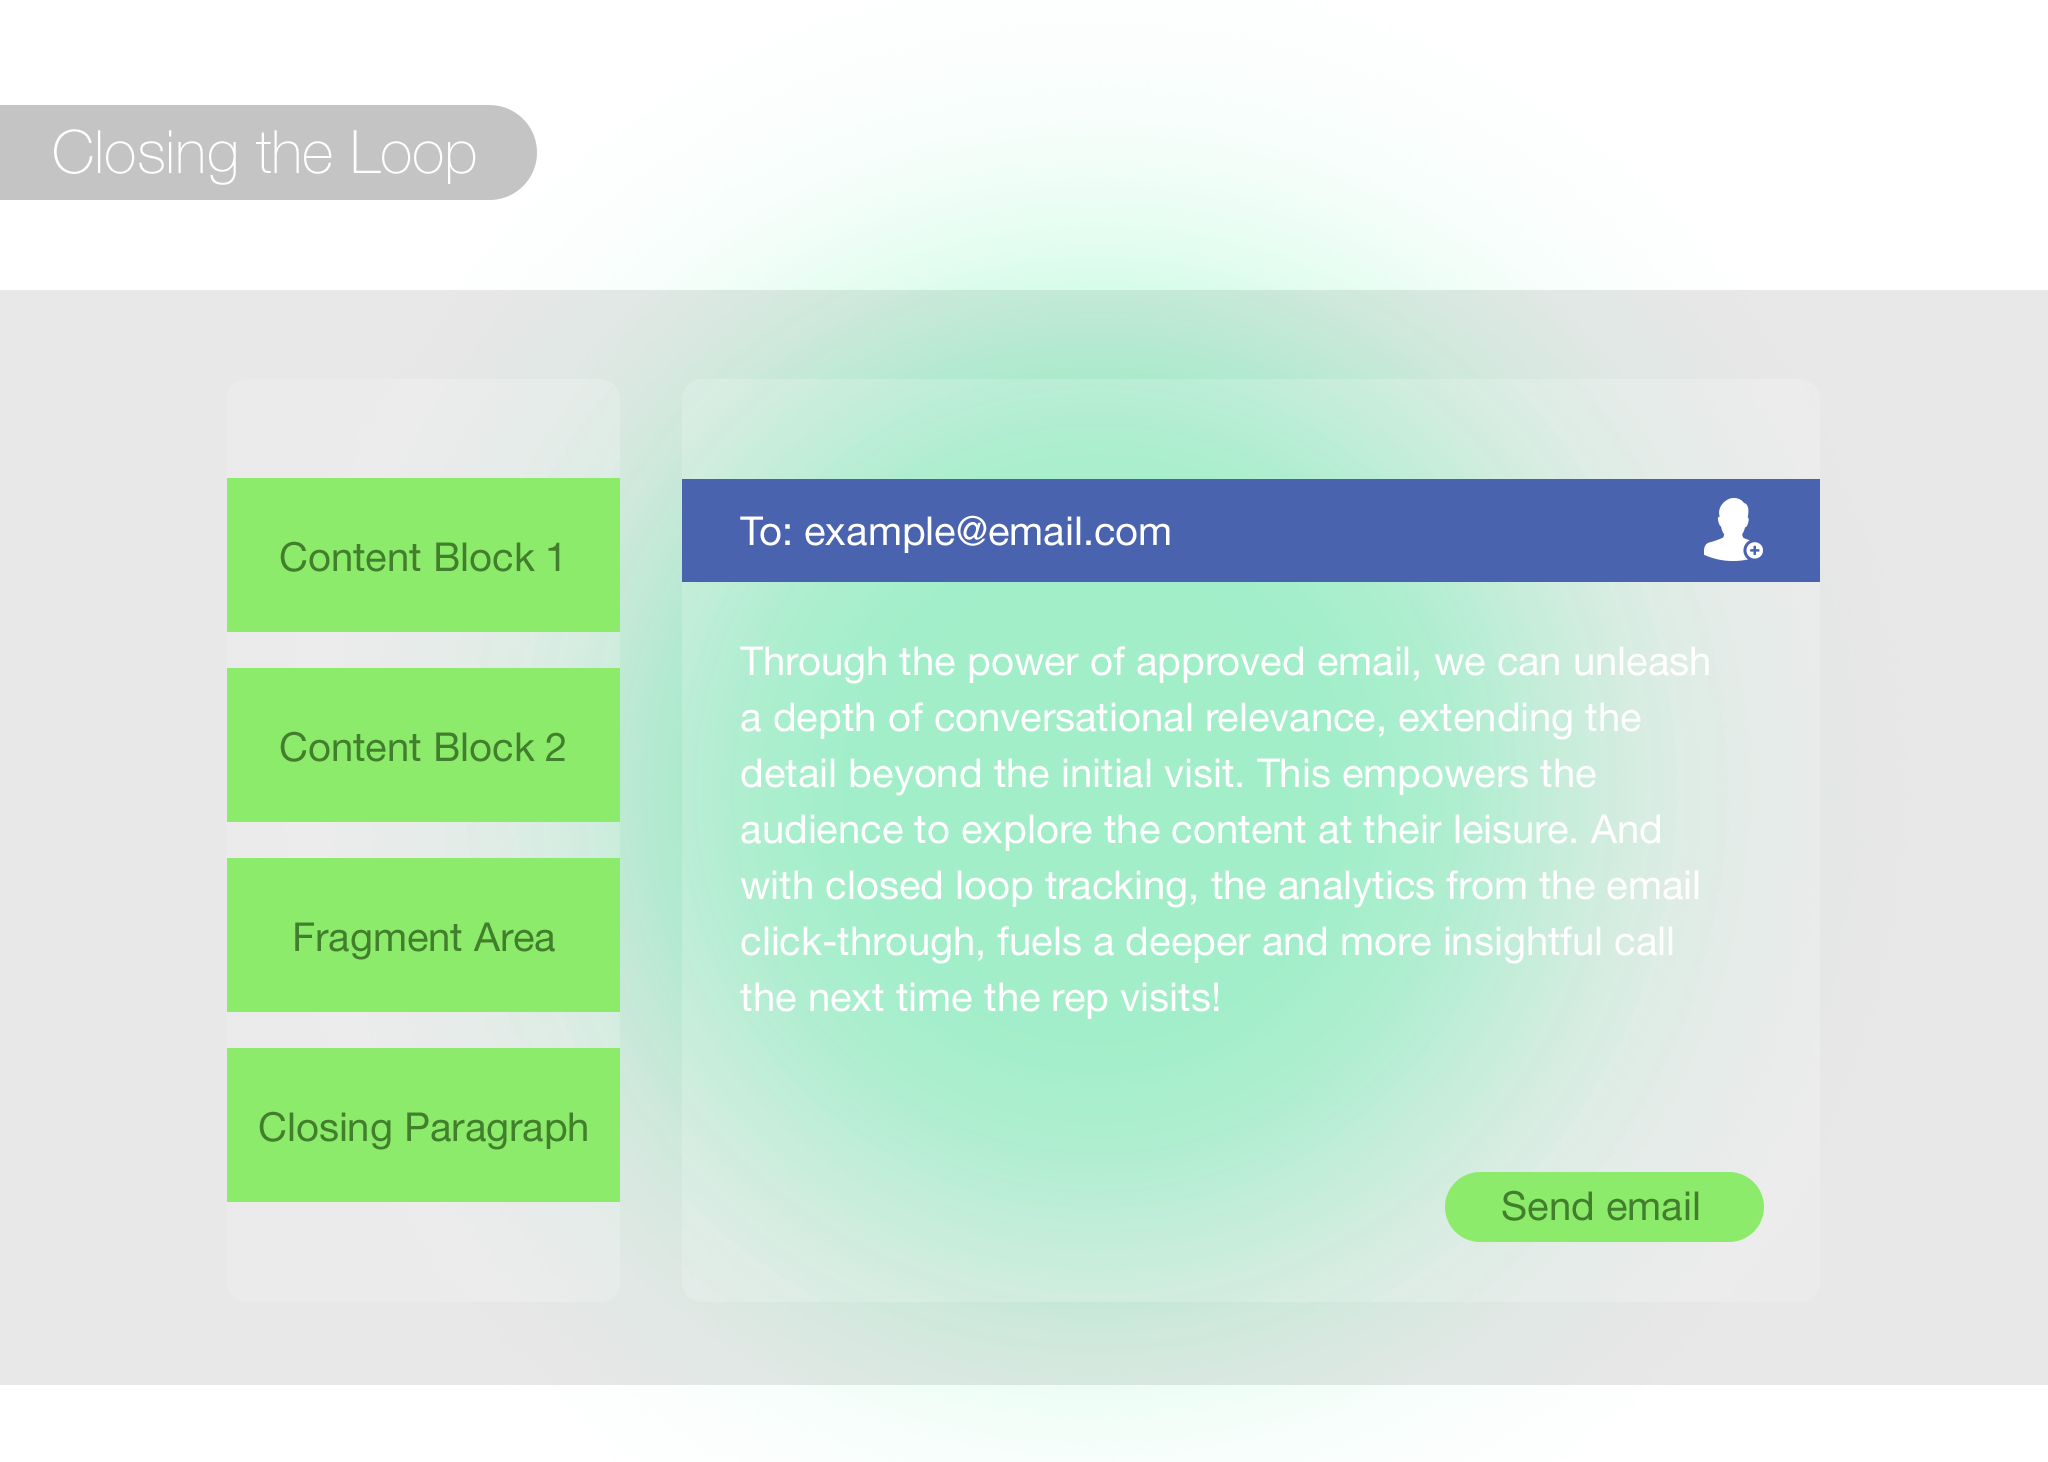 Closing the Loop
Content Block 1
Content Block 2
Fragment Area
Closing Paragraph
To: example@email.com
Through the power of approved email, we can unleash
a depth of conversational relevance, extending the
detail beyond the initial visit. This empowers the
audience to explore the content at their leisure. And
with closed loop tracking, the analytics from the email
click-through, fuels a deeper and more insightful call
the next time the rep visits!
Send email